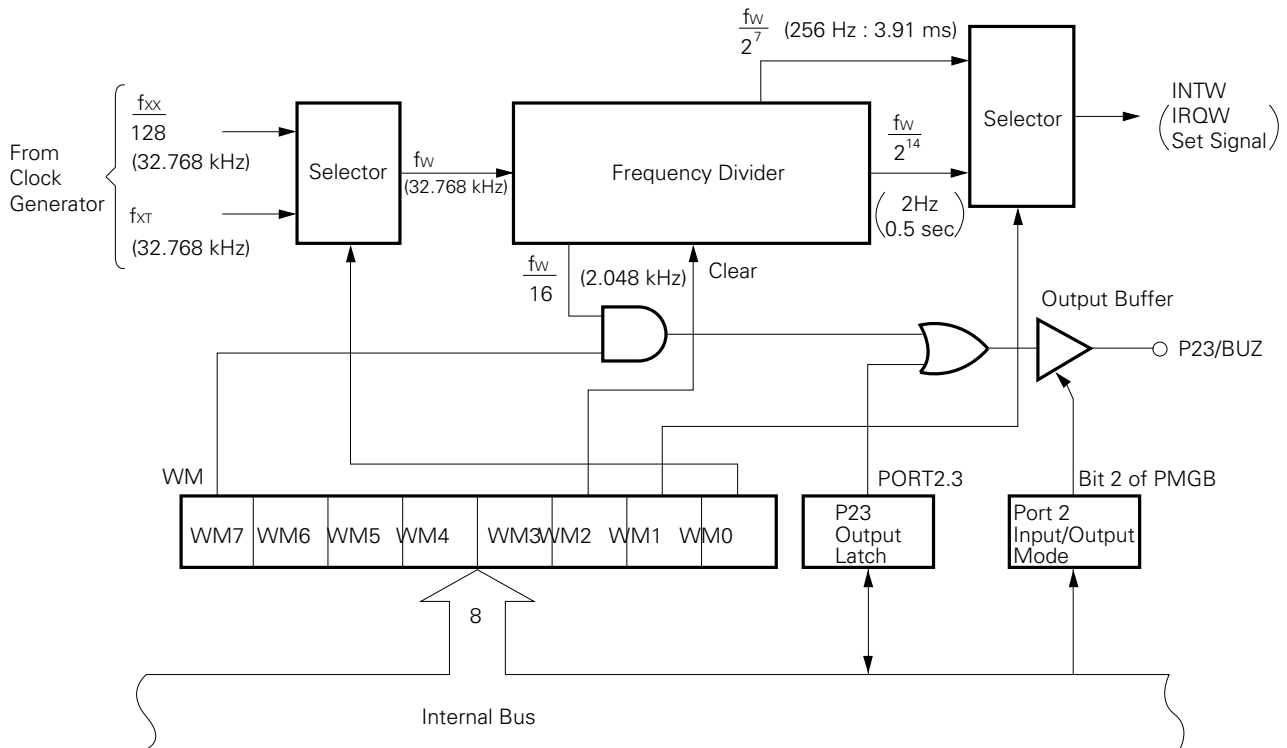 fW
2^7 (256 Hz : 3.91 ms)
fXX
128
(32.768 kHz)
From
Clock
Generator
fXT
(32.768 kHz)
Selector
fW
(32.768 kHz)
Frequency Divider
fW
2^14
(2Hz
0.5 sec)
Selector
INTW
(IRQW
Set Signal)
fW
16
(2.048 kHz)
Clear
Output Buffer
P23/BUZ
WM
PORT2.3
Bit 2 of PMGB
WM7 WM6 WM5 WM4 WM3 WM2 WM1 WM0
P23
Output
Latch
Port 2
Input/Output
Mode
8
Internal Bus